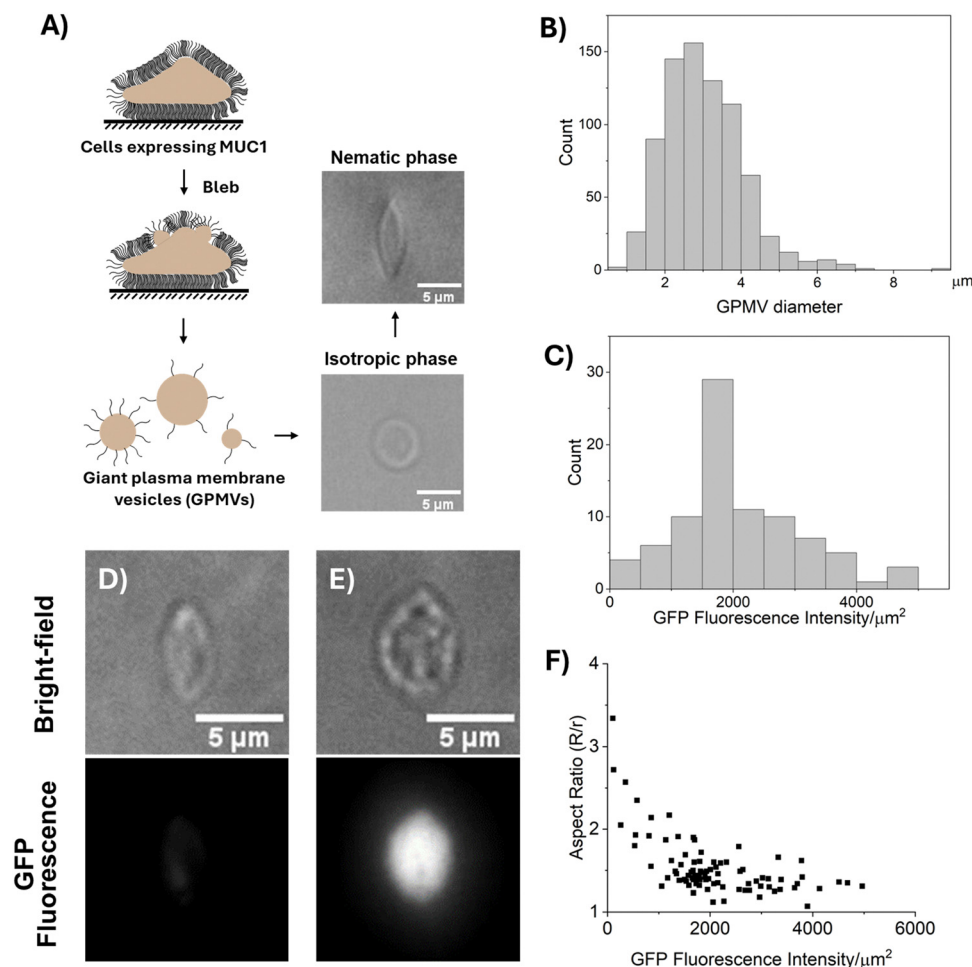 A)
Cells expressing MUC1
Bleb
Giant plasma membrane
vesicles (GPMVs)
Nematic phase
5 µm
Isotropic phase
5 µm
B)
Count
150
100
50
0
2
4
6
8
µm
GPMV diameter
C)
Count
30
20
10
0
0
2000
4000
GFP Fluorescence Intensity/µm²
Bright-field
D)
5 µm
E)
5 µm
GFP
Fluorescence
F)
Aspect Ratio (R/r)
4
3
2
1
0
2000
4000
6000
GFP Fluorescence Intensity/µm²